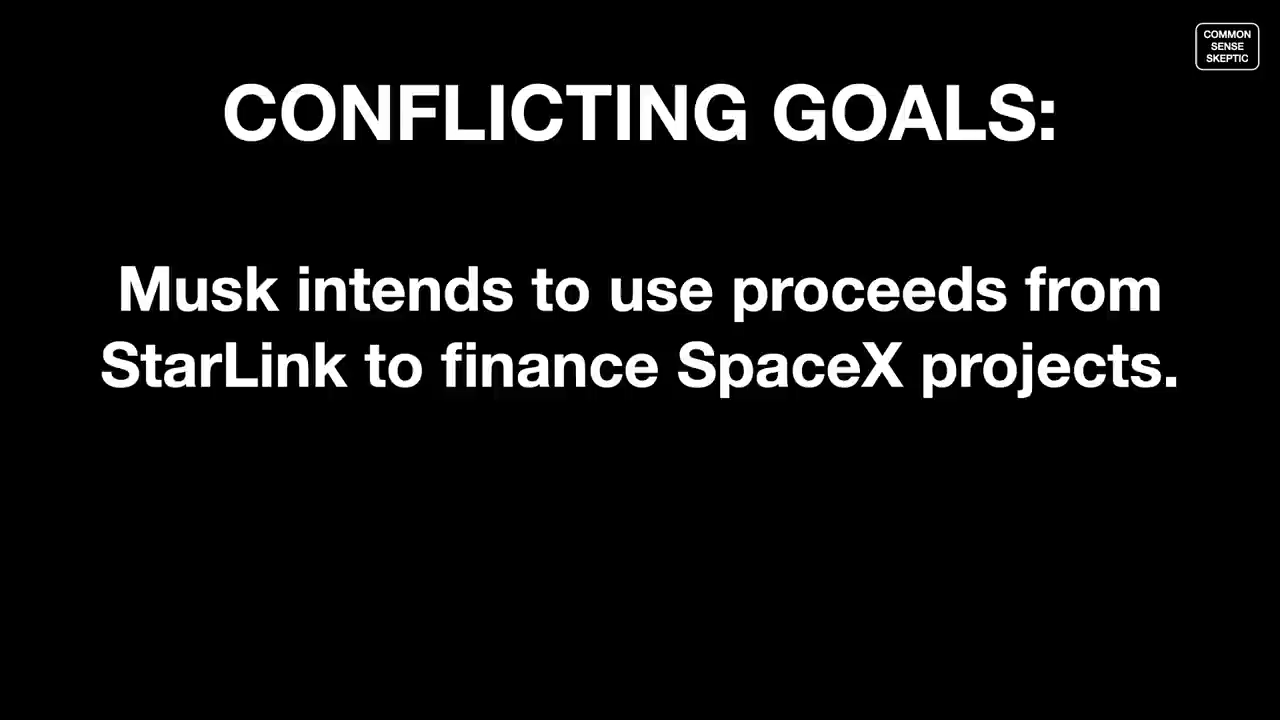 COMMON
SENSE
SKEPTIC
CONFLICTING GOALS:
Musk intends to use proceeds from
StarLink to finance SpaceX projects.